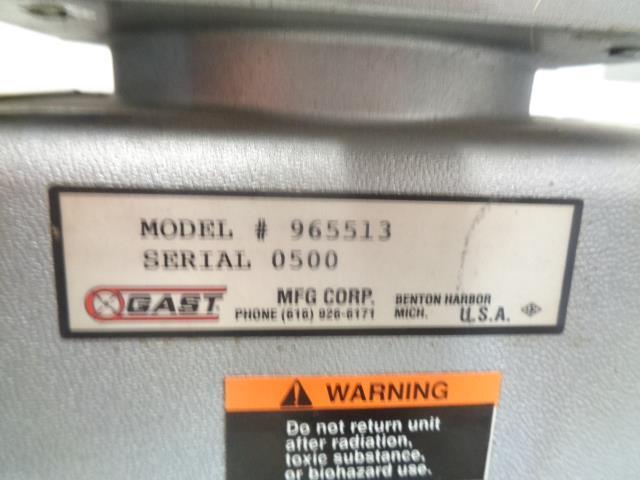 MODEL # 965513
SERIAL 0500
GAST MFG CORP. BENTON HARBOR
PHONE (616) 926-6171 MICH. U.S.A.
WARNING
Do not return unit
after radiation,
toxic substance,
or biohazard use.